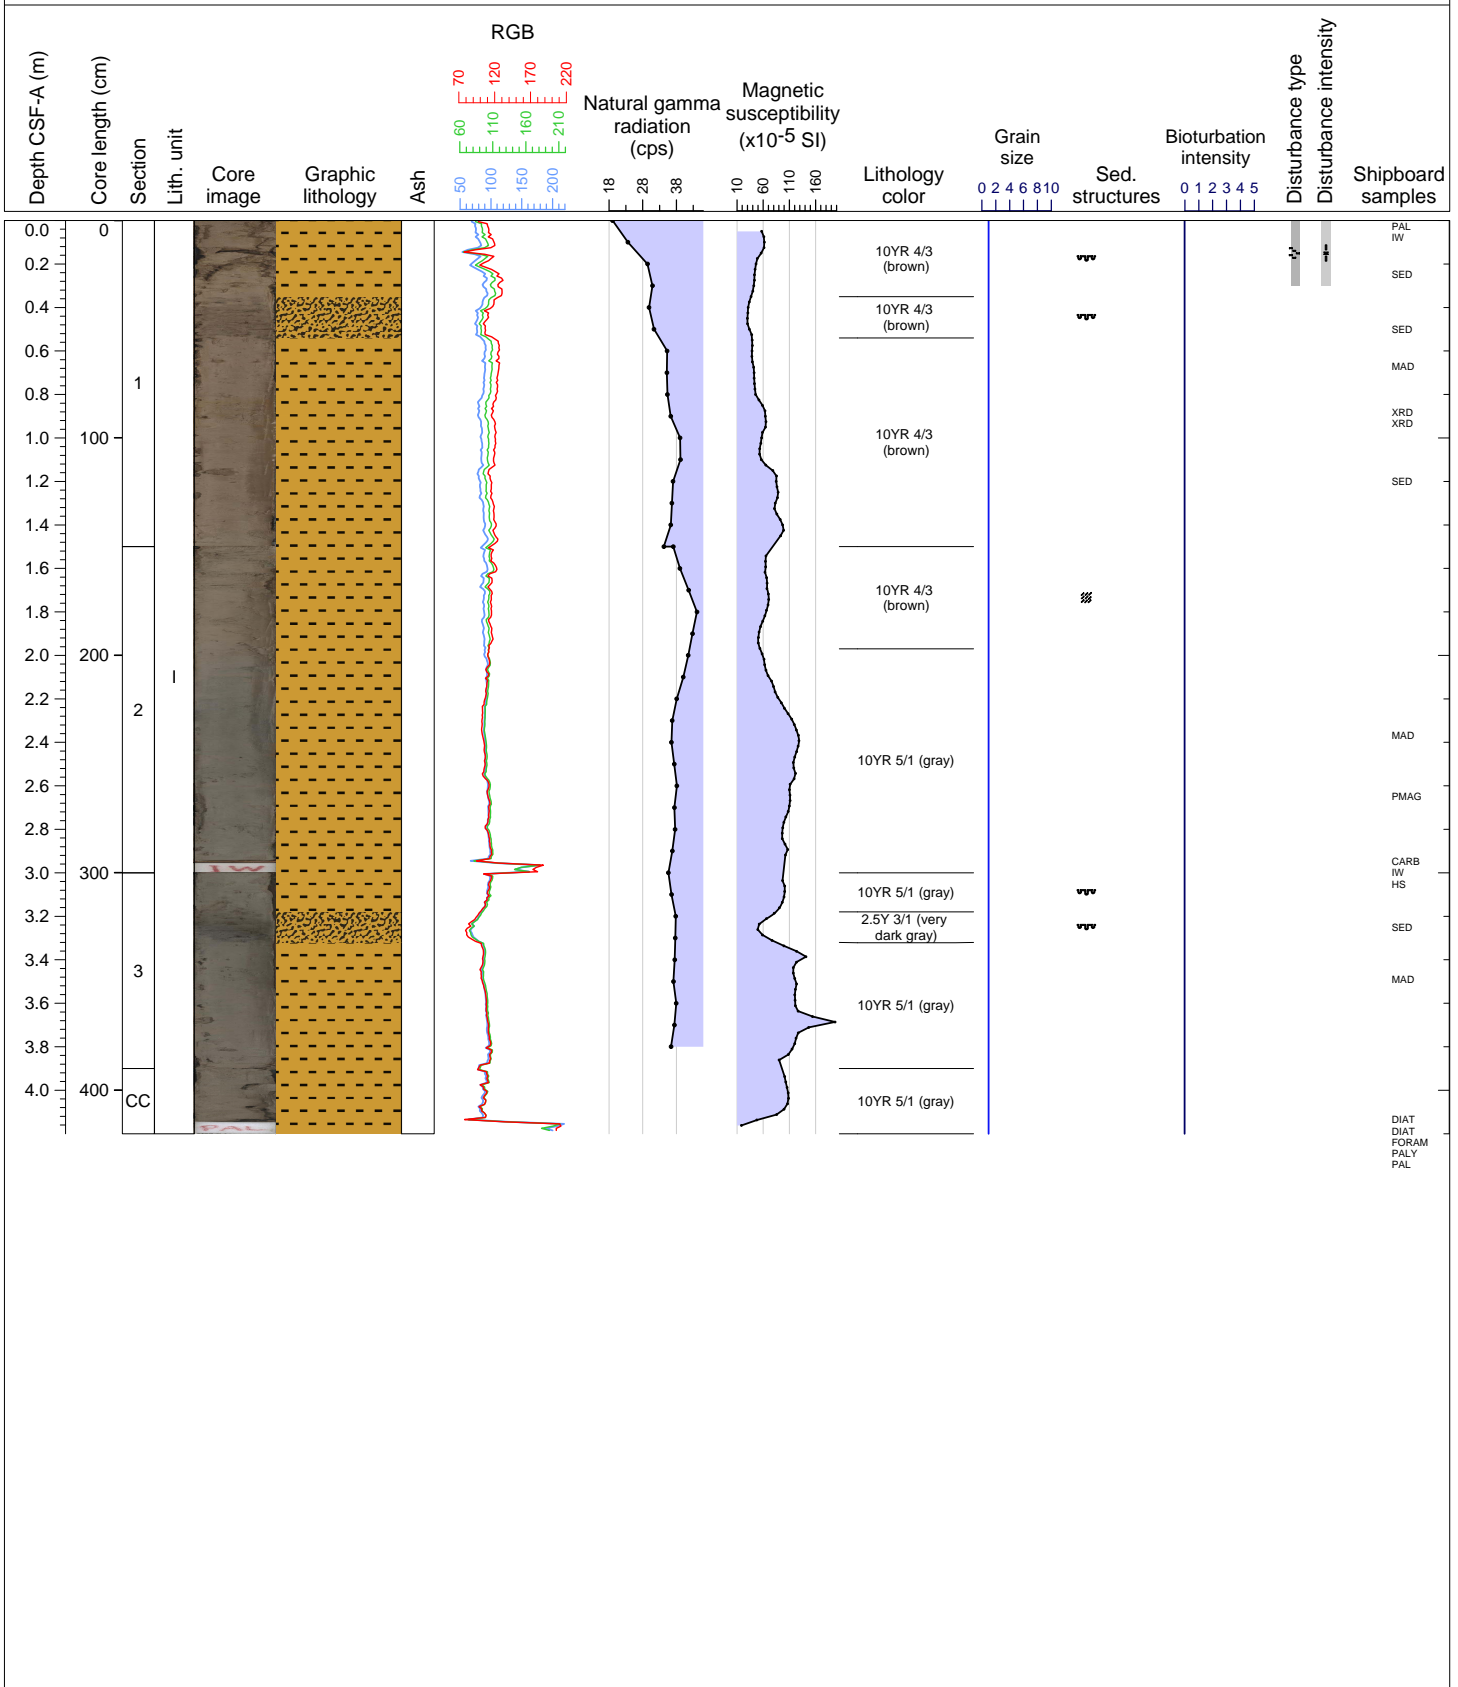 RGB
70 120 170 220
60 110 160 210
50 100 150 200
Depth CSF-A (m)
Core length (cm)
Section
Lith. unit
Core
image
Graphic
lithology
Ash
Natural gamma
radiation
(cps)
18 28 38
Magnetic
susceptibility
(x10-5 SI)
10 60 110 160
Lithology
color
Grain
size
0 2 4 6 8 10
Sed.
structures
Bioturbation
intensity
0 1 2 3 4 5
Disturbance type
Disturbance intensity
Shipboard
samples
0.0
0.2
0.4
0.6
0.8
1.0
1.2
1.4
1.6
1.8
2.0
2.2
2.4
2.6
2.8
3.0
3.2
3.4
3.6
3.8
4.0
0
100
200
300
400
1
2
3
CC
I
IW
PAL
10YR 4/3
(brown)
10YR 4/3
(brown)
10YR 4/3
(brown)
10YR 4/3
(brown)
10YR 5/1 (gray)
10YR 5/1 (gray)
2.5Y 3/1 (very
dark gray)
10YR 5/1 (gray)
10YR 5/1 (gray)
PAL
IW
SED
SED
MAD
XRD
XRD
SED
MAD
PMAG
CARB
IW
HS
SED
MAD
DIAT
DIAT
FORAM
PALY
PAL